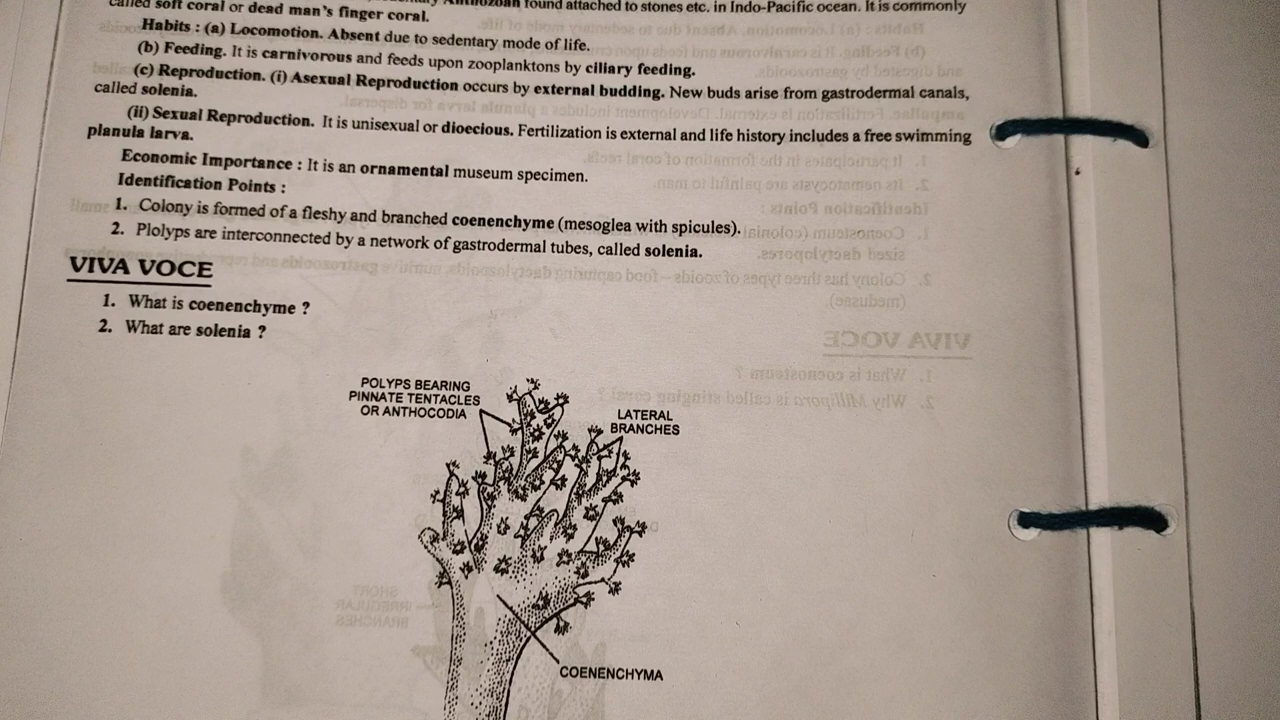 called soft coral or dead man's finger coral.
Anthozoan found attached to stones etc. in Indo-Pacific ocean. It is commonly
Habits : (a) Locomotion. Absent due to sedentary mode of life.
(b) Feeding. It is carnivorous and feeds upon zooplanktons by ciliary feeding.
(c) Reproduction. (i) Asexual Reproduction occurs by external budding. New buds arise from gastrodermal canals,
called solenia.
(ii) Sexual Reproduction. It is unisexual or dioecious. Fertilization is external and life history includes a free swimming
planula larva.
Economic Importance : It is an ornamental museum specimen.
Identification Points :
1. Colony is formed of a fleshy and branched coenenchyme (mesoglea with spicules).
2. Plolyps are interconnected by a network of gastrodermal tubes, called solenia.
VIVA VOCE
1. What is coenenchyme ?
2. What are solenia ?
POLYPS BEARING
PINNATE TENTACLES
OR ANTHOCODIA
LATERAL
BRANCHES
COENENCHYMA